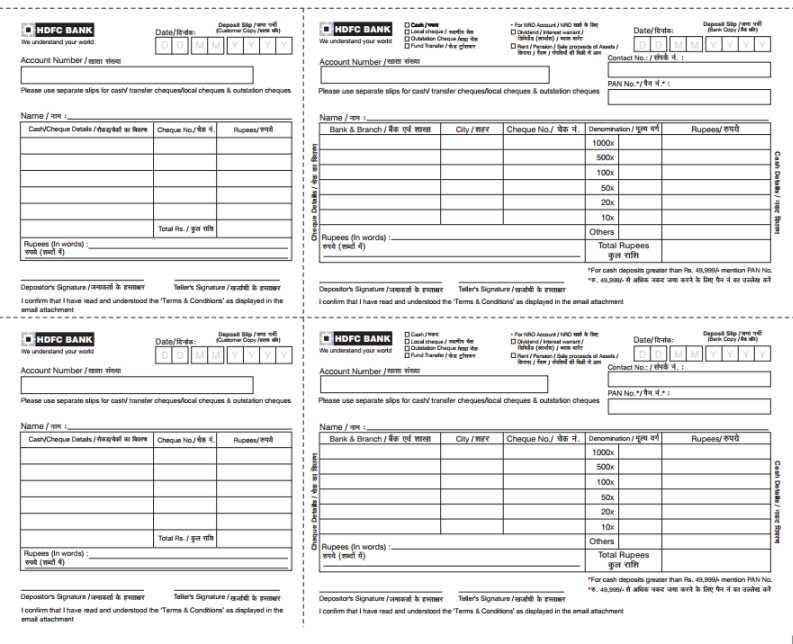 HDFC BANK
We understand your world
Deposit Slip / जमा पर्ची
(Customer Copy / ग्राहक प्रति)
Date/दिनांक:
D D M M Y Y Y Y
Account Number / खाता संख्या
Please use separate slips for cash/ transfer cheques/local cheques & outstation cheques
Name / नाम :
Cash/Cheque Details / रोकड़/चेकों का विवरण Cheque No./ चेक नं. Rupees/ रुपये
Total Rs. / कुल राशि
Rupees (In words) :
रुपये (शब्दों में)
Depositor's Signature / जमाकर्ता के हस्ताक्षर Teller's Signature / खजांची के हस्ताक्षर
I confirm that I have read and understood the 'Terms & Conditions' as displayed in the
email attachment
HDFC BANK
We understand your world
Cash / नकद
Local cheque / स्थानीय चेक
Outstation Cheque /बाह्य चेक
Fund Transfer / फंड ट्रांसफर
• For NRO Account / NRO खाते के लिए
Dividend / Interest warrant /
डिविडेंड (लाभांश) / ब्याज वारंट
Rent / Pension / Sale proceeds of Assets /
किराया / पेंशन / संपत्तियों की बिक्री से आय
Deposit Slip / जमा पर्ची
(Bank Copy / बैंक प्रति)
Date/दिनांक:
D D M M Y Y Y Y
Account Number / खाता संख्या
Contact No.: / संपर्क नं. :
PAN No.*/ पैन नं.* :
Please use separate slips for cash/ transfer cheques/local cheques & outstation cheques
Name / नाम :
Bank & Branch / बैंक एवं शाखा City / शहर Cheque No./ चेक नं. Denomination / मूल्य वर्ग Rupees/ रुपये
1000x
500x
100x
50x
20x
10x
Others
Total Rupees
कुल राशि
Cheque Details / चेक का विवरण
Cash Details / नकद विवरण
Rupees (In words) :
रुपये (शब्दों में)
*For cash deposits greater than Rs. 49,999/- mention PAN No.
*रु. 49,999/- से अधिक नकद जमा करने के लिए पैन नं का उल्लेख करें
Depositor's Signature / जमाकर्ता के हस्ताक्षर Teller's Signature / खजांची के हस्ताक्षर
I confirm that I have read and understood the 'Terms & Conditions' as displayed in the email attachment
HDFC BANK
We understand your world
Deposit Slip / जमा पर्ची
(Customer Copy / ग्राहक प्रति)
Date/दिनांक:
D D M M Y Y Y Y
Account Number / खाता संख्या
Please use separate slips for cash/ transfer cheques/local cheques & outstation cheques
Name / नाम :
Cash/Cheque Details / रोकड़/चेकों का विवरण Cheque No./ चेक नं. Rupees/ रुपये
Total Rs. / कुल राशि
Rupees (In words) :
रुपये (शब्दों में)
Depositor's Signature / जमाकर्ता के हस्ताक्षर Teller's Signature / खजांची के हस्ताक्षर
I confirm that I have read and understood the 'Terms & Conditions' as displayed in the
email attachment
HDFC BANK
We understand your world
Cash / नकद
Local cheque / स्थानीय चेक
Outstation Cheque /बाह्य चेक
Fund Transfer / फंड ट्रांसफर
• For NRO Account / NRO खाते के लिए
Dividend / Interest warrant /
डिविडेंड (लाभांश) / ब्याज वारंट
Rent / Pension / Sale proceeds of Assets /
किराया / पेंशन / संपत्तियों की बिक्री से आय
Deposit Slip / जमा पर्ची
(Bank Copy / बैंक प्रति)
Date/दिनांक:
D D M M Y Y Y Y
Account Number / खाता संख्या
Contact No.: / संपर्क नं. :
PAN No.*/ पैन नं.* :
Please use separate slips for cash/ transfer cheques/local cheques & outstation cheques
Name / नाम :
Bank & Branch / बैंक एवं शाखा City / शहर Cheque No./ चेक नं. Denomination / मूल्य वर्ग Rupees/ रुपये
1000x
500x
100x
50x
20x
10x
Others
Total Rupees
कुल राशि
Cheque Details / चेक का विवरण
Cash Details / नकद विवरण
Rupees (In words) :
रुपये (शब्दों में)
*For cash deposits greater than Rs. 49,999/- mention PAN No.
*रु. 49,999/- से अधिक नकद जमा करने के लिए पैन नं का उल्लेख करें
Depositor's Signature / जमाकर्ता के हस्ताक्षर Teller's Signature / खजांची के हस्ताक्षर
I confirm that I have read and understood the 'Terms & Conditions' as displayed in the email attachment